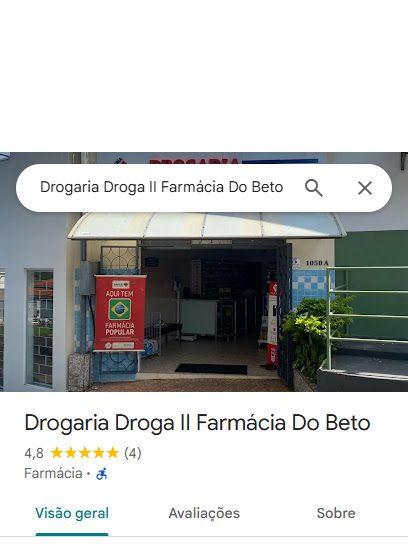 DROGARIA
Drogaria Droga II Farmácia Do Beto
1050 A
AQUI TEM
FARMÁCIA
POPULAR
Drogaria Droga II Farmácia Do Beto
4,8 (4)
Farmácia ·
Visão geral Avaliações Sobre